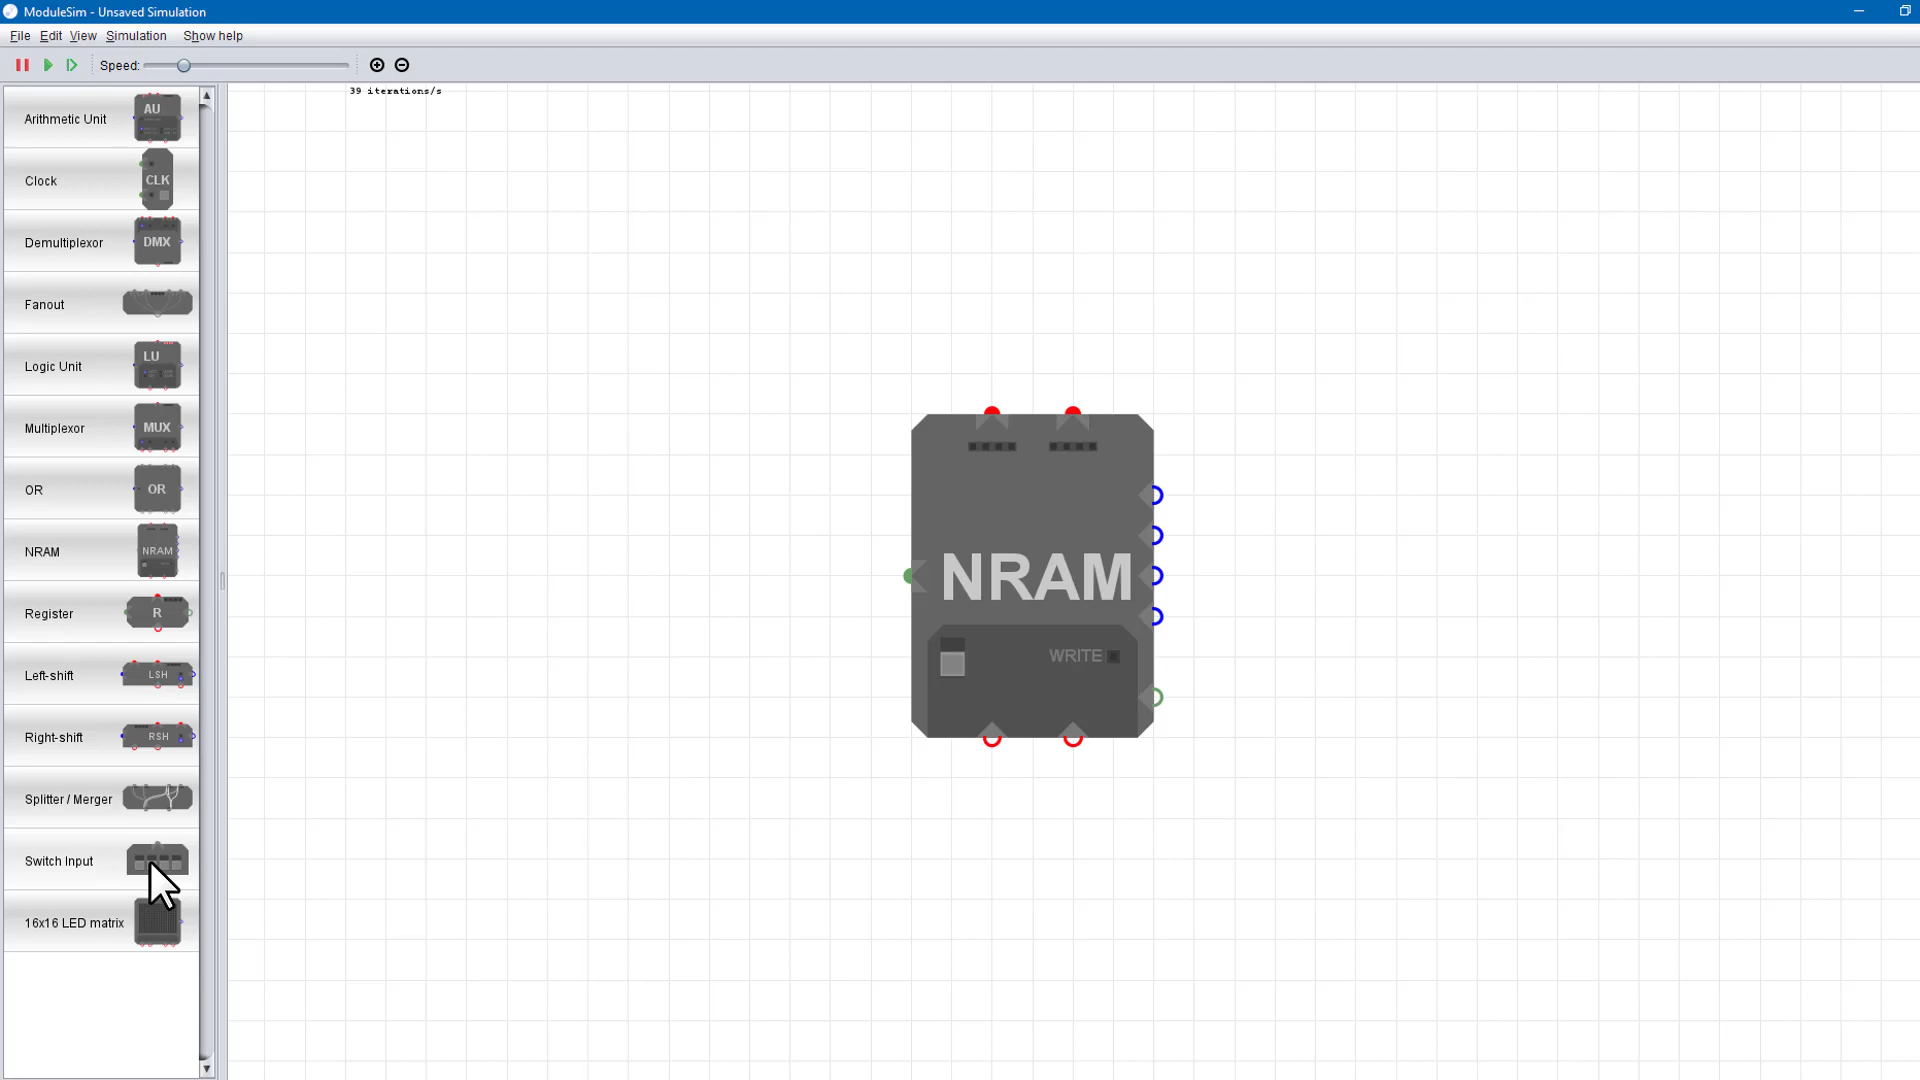 ModuleSim - Unsaved Simulation
File Edit View Simulation Show help
Speed:
39 iterations/s
Arithmetic Unit AU
Clock CLK
Demultiplexor DMX
Fanout
Logic Unit LU
Multiplexor MUX
OR OR
NRAM NRAM
Register R
Left-shift LSH
Right-shift RSH
Splitter / Merger
Switch Input
16x16 LED matrix
NRAM
WRITE